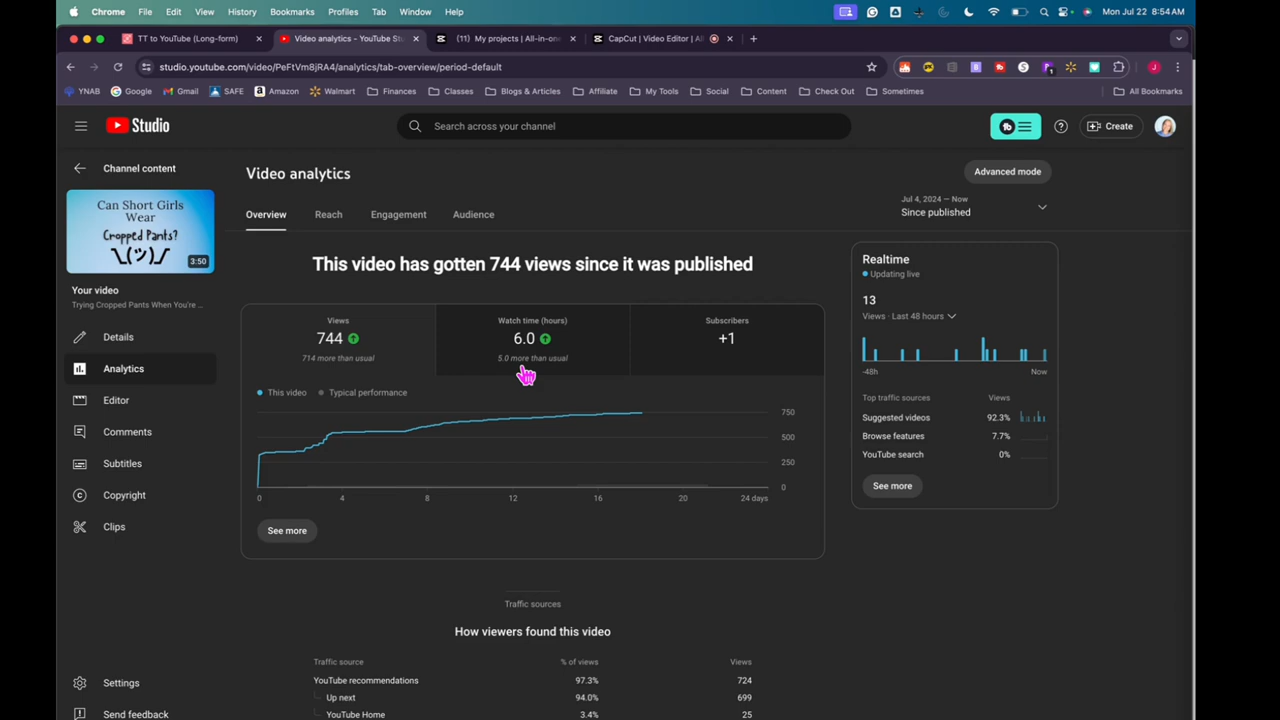 Chrome File Edit View History Bookmarks Profiles Tab Window Help Mon Jul 22 8:54 AM
TT to YouTube (Long-form) Video analytics - YouTube St (11) My projects | All-in-one CapCut | Video Editor | All
studio.youtube.com/video/PeFtVm8jRA4/analytics/tab-overview/period-default
YNAB Google Gmail SAFE Amazon Walmart Finances Classes Blogs & Articles Affiliate My Tools Social Content Check Out Sometimes All Bookmarks
Studio Search across your channel Create
Channel content
Can Short Girls
Wear
Cropped Pants?
¯\_(ツ)_/¯
3:50
Your video
Trying Cropped Pants When You're ...
Details
Analytics
Editor
Comments
Subtitles
Copyright
Clips
Settings
Send feedback
Video analytics
Advanced mode
Overview Reach Engagement Audience
Jul 4, 2024 — Now
Since published
This video has gotten 744 views since it was published
Views
744
714 more than usual
Watch time (hours)
6.0
5.0 more than usual
Subscribers
+1
This video Typical performance
750
500
250
0
0 4 8 12 16 20 24 days
See more
Realtime
Updating live
13
Views · Last 48 hours
-48h Now
Top traffic sources Views
Suggested videos 92.3%
Browse features 7.7%
YouTube search 0%
See more
Traffic sources
How viewers found this video
Traffic source % of views Views
YouTube recommendations 97.3% 724
Up next 94.0% 699
YouTube Home 3.4% 25